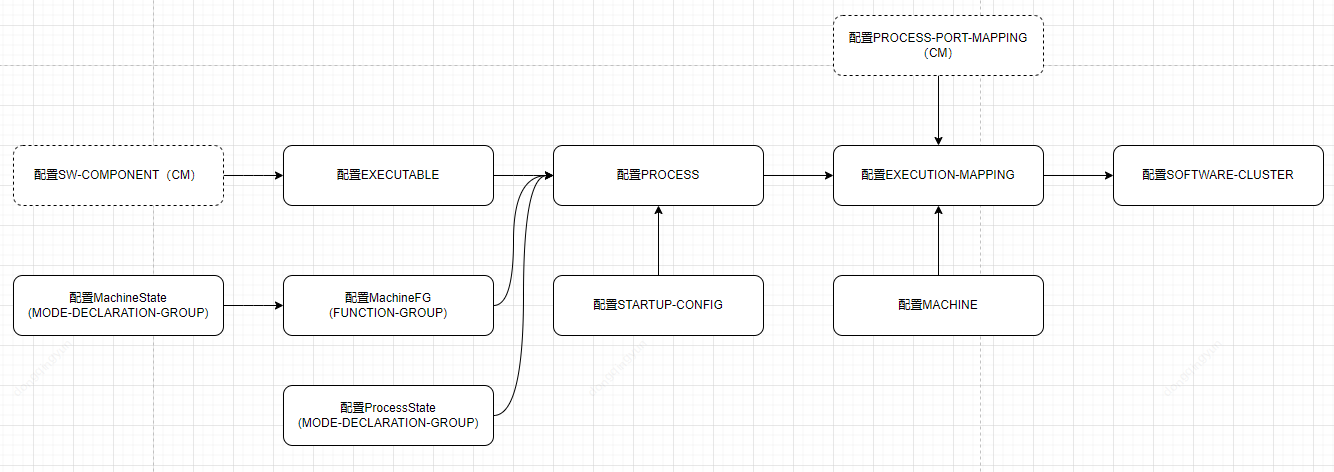 配置PROCESS-PORT-MAPPING
（CM）
配置SW-COMPONENT（CM）
配置EXECUTABLE
配置PROCESS
配置EXECUTION-MAPPING
配置SOFTWARE-CLUSTER
配置MachineState
(MODE-DECLARATION-GROUP)
配置MachineFG
(FUNCTION-GROUP)
配置STARTUP-CONFIG
配置MACHINE
配置ProcessState
(MODE-DECLARATION-GROUP)